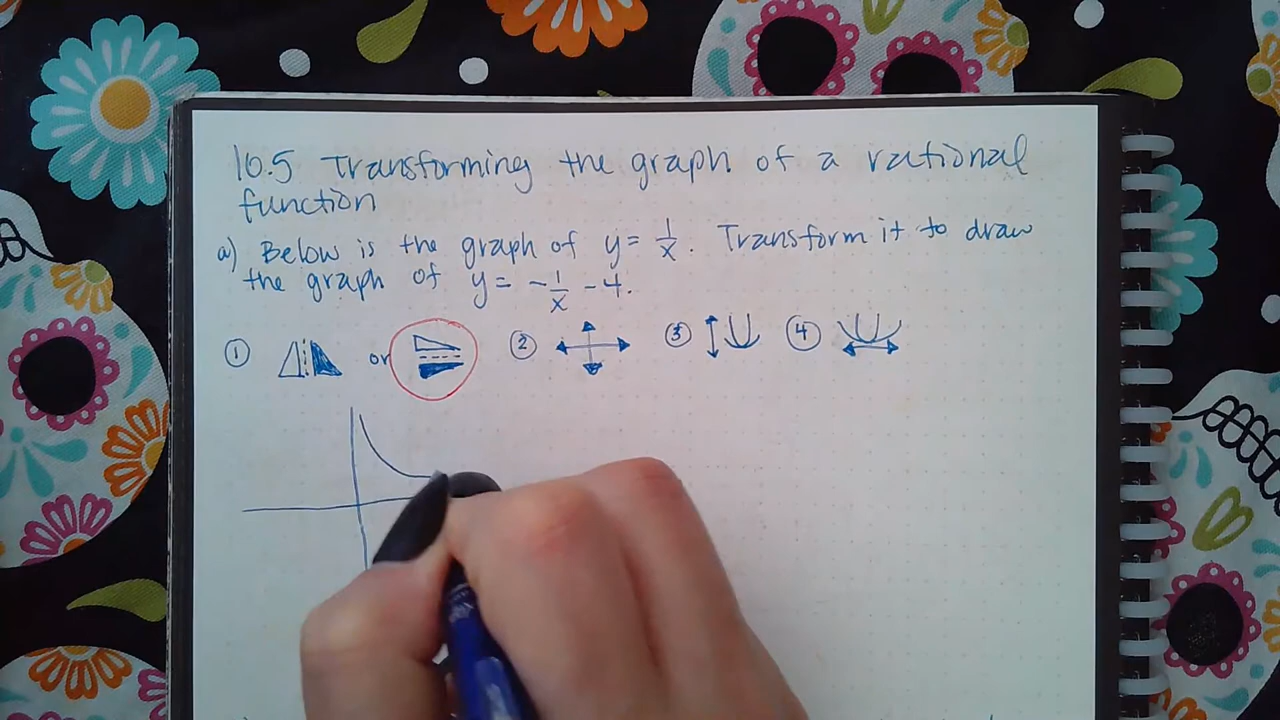 10.5 Transforming the graph of a rational
function
a) Below is the graph of y = 1/x. Transform it to draw
the graph of y = -1/x - 4.
① or ② ③ ④